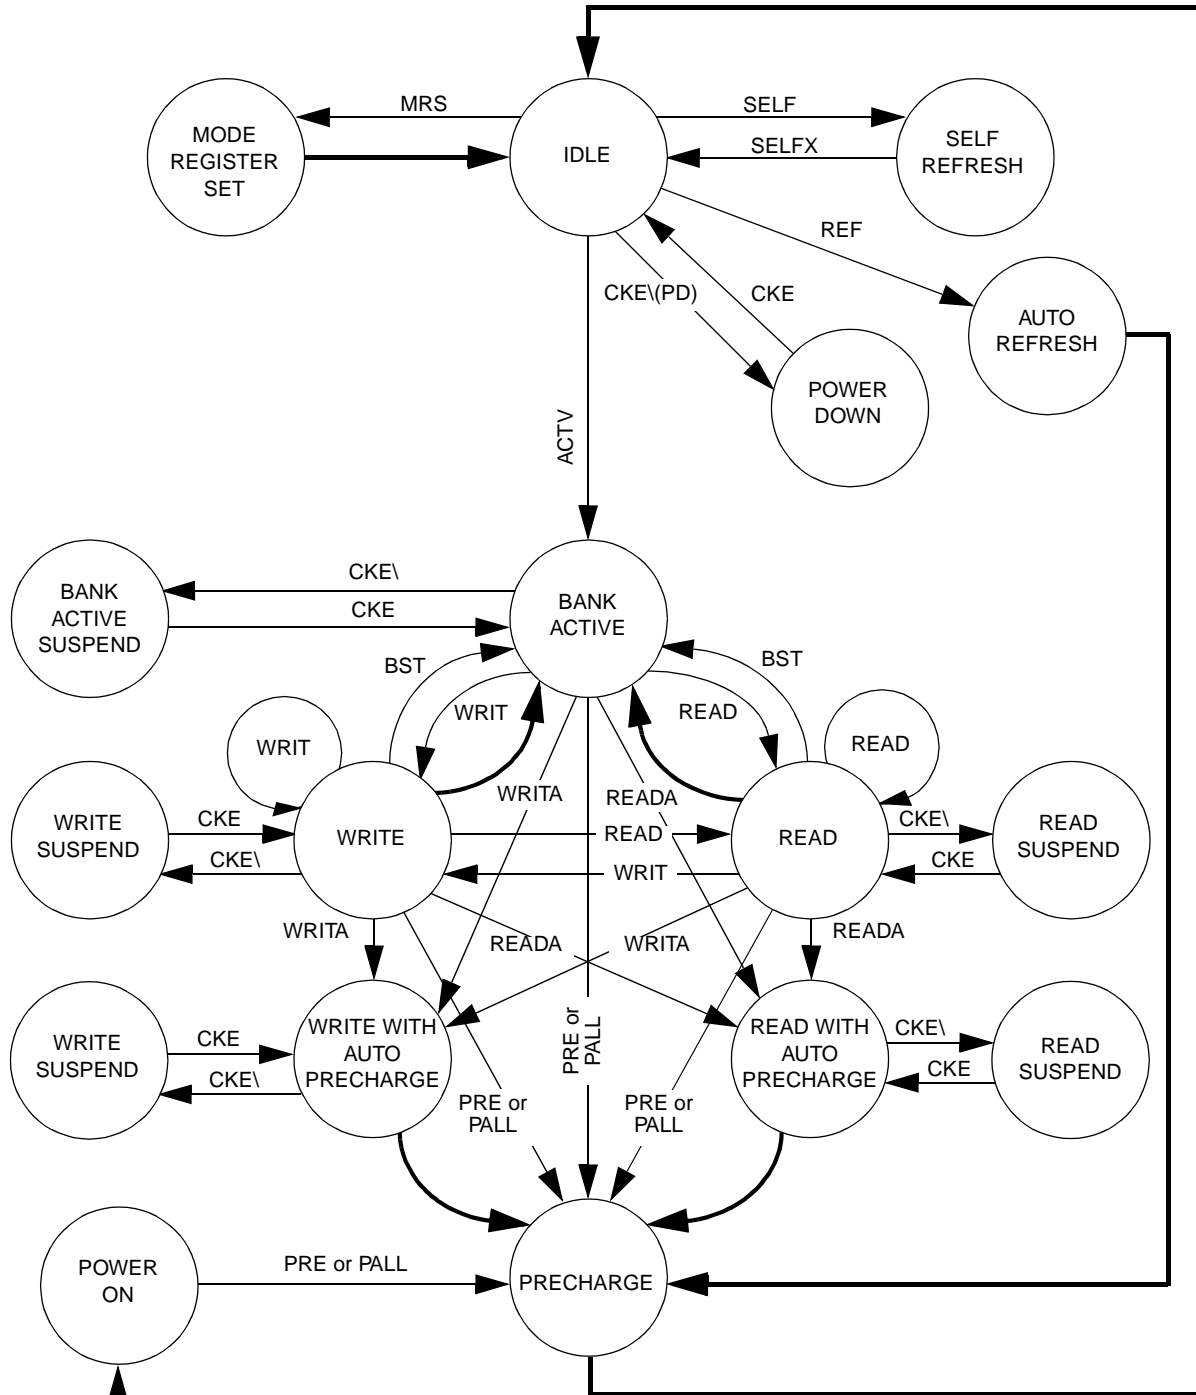 MRS
SELF
MODE
REGISTER
SET
IDLE
SELFX
SELF
REFRESH
REF
CKE\(PD)
CKE
AUTO
REFRESH
POWER
DOWN
ACTV
BANK
ACTIVE
SUSPEND
CKE\
CKE
BANK
ACTIVE
BST
BST
WRIT
READ
WRIT
READ
WRITA
READA
WRITE
SUSPEND
CKE
CKE\
WRITE
READ
WRIT
READ
CKE\
CKE
READ
SUSPEND
WRITA
READA
WRITA
READA
WRITE
SUSPEND
CKE
CKE\
WRITE WITH
AUTO
PRECHARGE
PRE or
PALL
READ WITH
AUTO
PRECHARGE
CKE\
CKE
READ
SUSPEND
PRE or
PALL
PRE or
PALL
POWER
ON
PRE or PALL
PRECHARGE